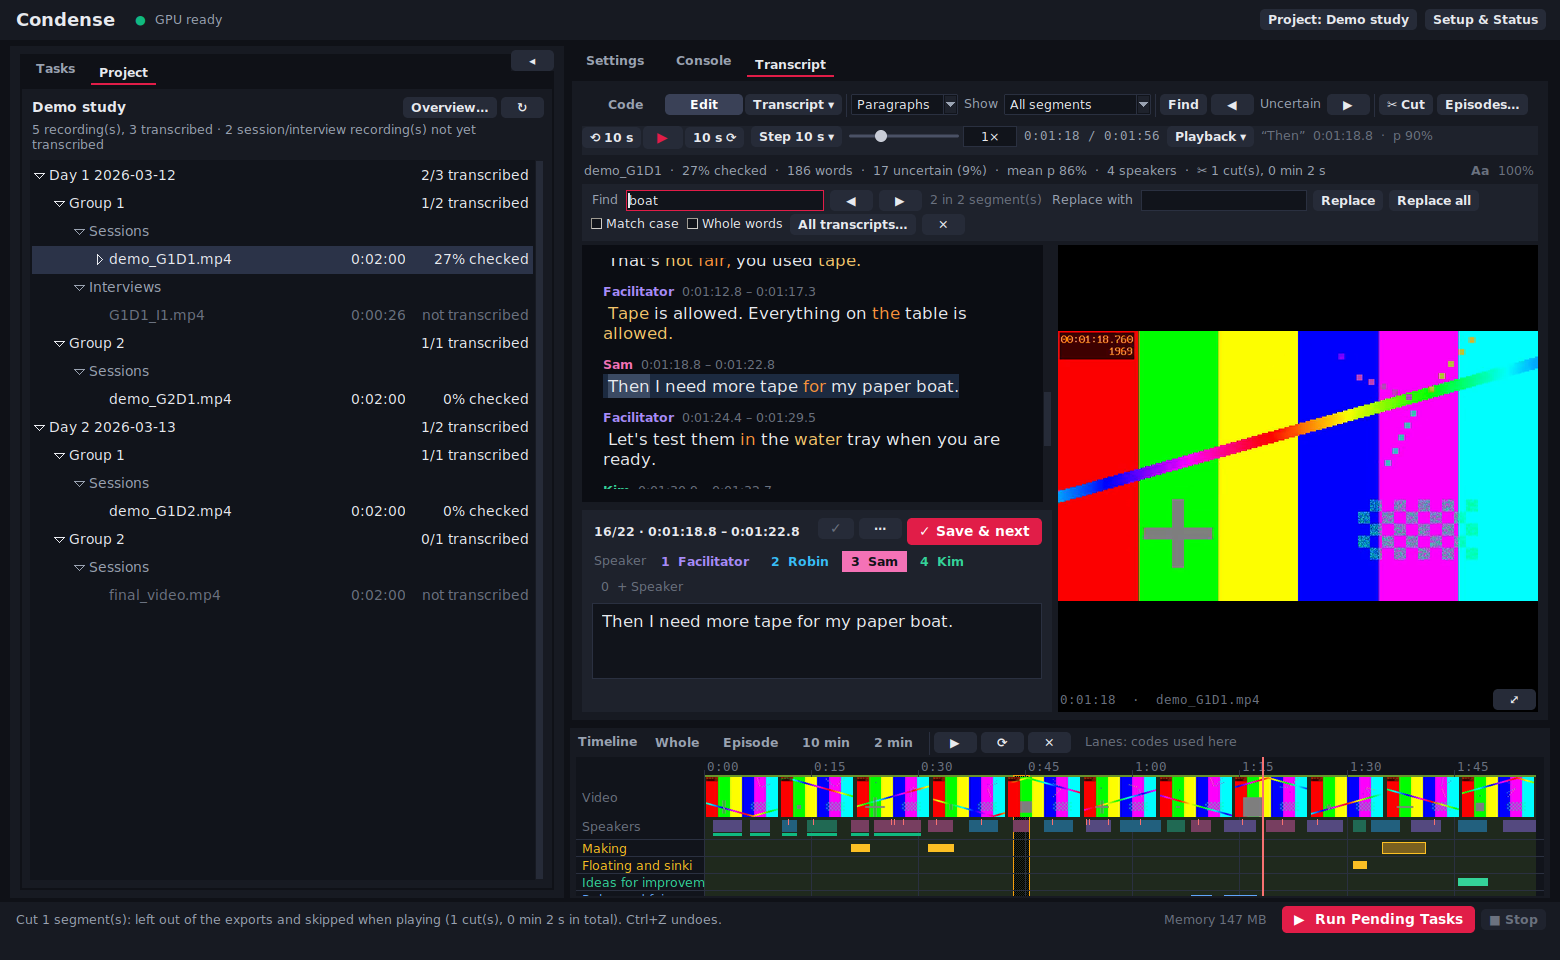 Condense ● GPU ready Project: Demo study Setup & Status
Tasks Project ◂
Demo study Overview... ↻
5 recording(s), 3 transcribed · 2 session/interview recording(s) not yet
transcribed
Day 1 2026-03-12 2/3 transcribed
Group 1 1/2 transcribed
Sessions
demo_G1D1.mp4 0:02:00 27% checked
Interviews
G1D1_I1.mp4 0:00:26 not transcribed
Group 2 1/1 transcribed
Sessions
demo_G2D1.mp4 0:02:00 0% checked
Day 2 2026-03-13 1/2 transcribed
Group 1 1/1 transcribed
Sessions
demo_G1D2.mp4 0:02:00 0% checked
Group 2 0/1 transcribed
Sessions
final_video.mp4 0:02:00 not transcribed
Settings Console Transcript
Code Edit Transcript ▾ Paragraphs Show All segments Find ◀ Uncertain ▶ ✂ Cut Episodes...
⟲ 10 s ▶ 10 s ⟳ Step 10 s ▾ 1× 0:01:18 / 0:01:56 Playback ▾ “Then” 0:01:18.8 · p 90%
demo_G1D1 · 27% checked · 186 words · 17 uncertain (9%) · mean p 86% · 4 speakers · ✂ 1 cut(s), 0 min 2 s Aa 100%
Find boat ◀ ▶ 2 in 2 segment(s) Replace with Replace Replace all
Match case Whole words All transcripts... ✕
That's not fair, you used tape.
Facilitator 0:01:12.8 – 0:01:17.3
Tape is allowed. Everything on the table is
allowed.
Sam 0:01:18.8 – 0:01:22.8
Then I need more tape for my paper boat.
Facilitator 0:01:24.4 – 0:01:29.5
Let's test them in the water tray when you are
ready.
00:01:18.760
1969
16/22 · 0:01:18.8 – 0:01:22.8 ✓ ... ✓ Save & next
Speaker 1 Facilitator 2 Robin 3 Sam 4 Kim
0 + Speaker
Then I need more tape for my paper boat.
0:01:18 · demo_G1D1.mp4 ⤢
Timeline Whole Episode 10 min 2 min ▶ ⟳ ✕ Lanes: codes used here
0:00 0:15 0:30 0:45 1:00 1:15 1:30 1:45
Video
Speakers
Making
Floating and sinki
Ideas for improvem
Cut 1 segment(s): left out of the exports and skipped when playing (1 cut(s), 0 min 2 s in total). Ctrl+Z undoes. Memory 147 MB ▶ Run Pending Tasks ■ Stop